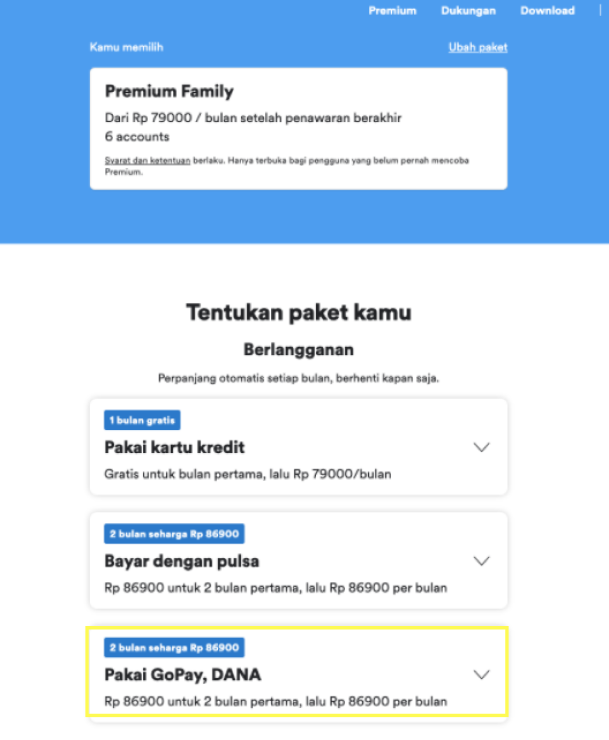 Premium Dukungan Download
Kamu memilih Ubah paket
Premium Family
Dari Rp 79000 / bulan setelah penawaran berakhir
6 accounts
Syarat dan ketentuan berlaku. Hanya terbuka bagi pengguna yang belum pernah mencoba
Premium.
Tentukan paket kamu
Berlangganan
Perpanjang otomatis setiap bulan, berhenti kapan saja.
1 bulan gratis
Pakai kartu kredit
Gratis untuk bulan pertama, lalu Rp 79000/bulan
2 bulan seharga Rp 86900
Bayar dengan pulsa
Rp 86900 untuk 2 bulan pertama, lalu Rp 86900 per bulan
2 bulan seharga Rp 86900
Pakai GoPay, DANA
Rp 86900 untuk 2 bulan pertama, lalu Rp 86900 per bulan